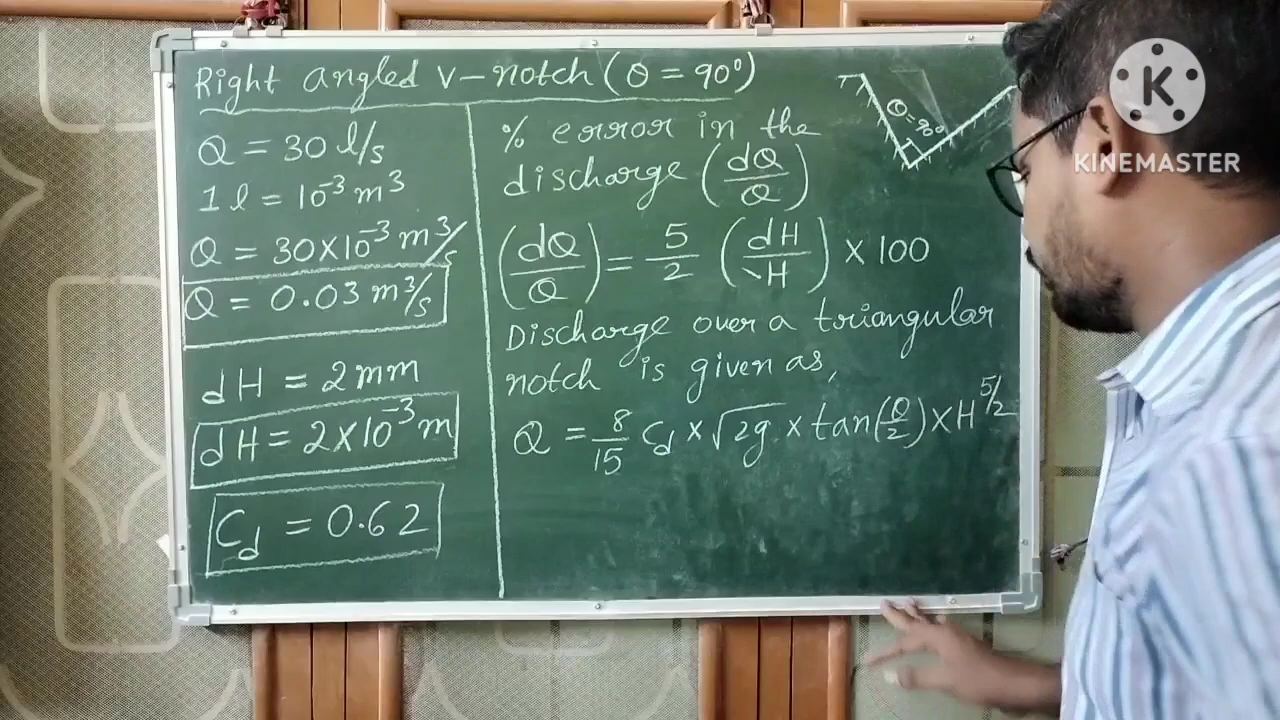 Right angled V-notch (θ = 90°)
Q = 30 l/s
1 l = 10⁻³ m³
Q = 30×10⁻³ m³/s
Q = 0.03 m³/s
dH = 2mm
dH = 2×10⁻³ m
Cd = 0.62
% error in the
discharge (dQ/Q)
(dQ/Q) = 5/2 (dH/H) × 100
Discharge over a triangular
notch is given as,
Q = 8/15 Cd × √2g × tan(θ/2) × H^5/2
θ = 90°
K
KINEMASTER